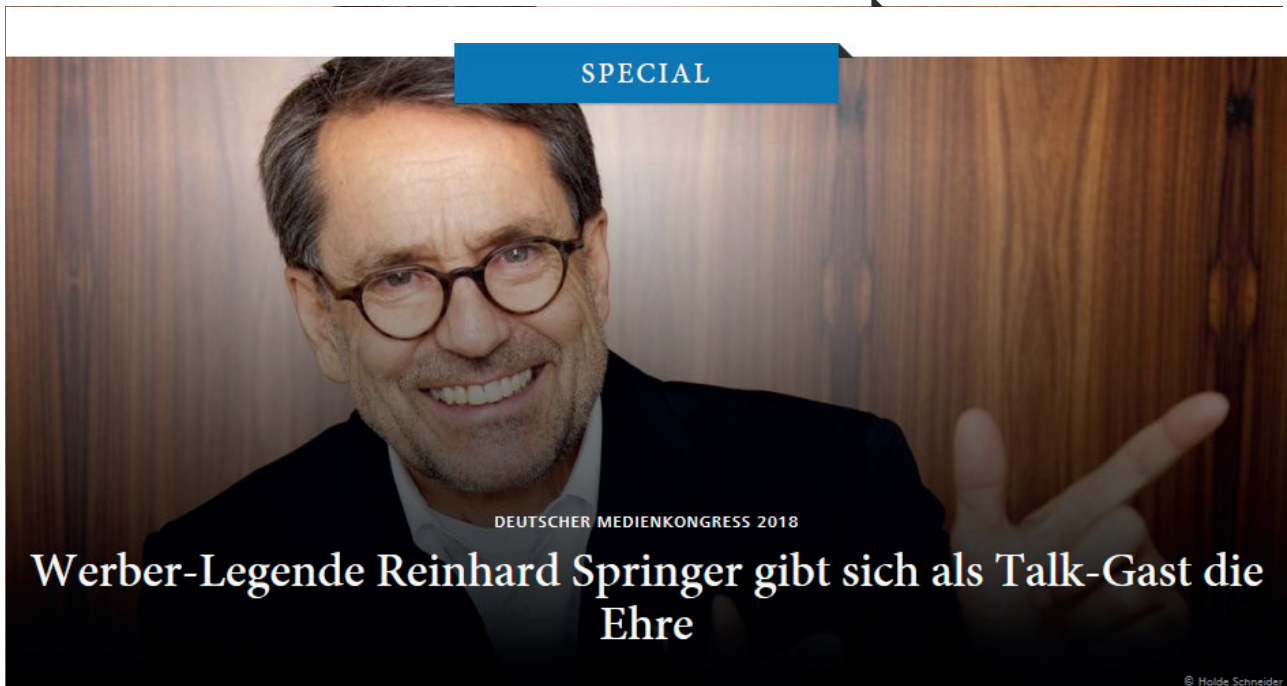 SPECIAL
DEUTSCHER MEDIENKONGRESS 2018
Werber-Legende Reinhard Springer gibt sich als Talk-Gast die
Ehre
© Holde Schneider